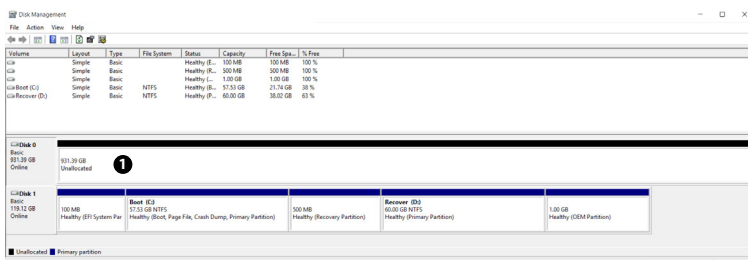 Disk Management
File Action View Help
Volume Layout Type File System Status Capacity Free Spa... % Free
Simple Basic Healthy (E... 100 MB 100 MB 100 %
Simple Basic Healthy (R... 500 MB 500 MB 100 %
Simple Basic Healthy (... 1.00 GB 1.00 GB 100 %
Boot (C:) Simple Basic NTFS Healthy (B... 57.53 GB 21.74 GB 38 %
Recover (D:) Simple Basic NTFS Healthy (P... 60.00 GB 38.02 GB 63 %
Disk 0
Basic
931.39 GB
Online
931.39 GB
Unallocated
1
Disk 1
Basic
119.12 GB
Online
100 MB
Healthy (EFI System Par
Boot (C:)
57.53 GB NTFS
Healthy (Boot, Page File, Crash Dump, Primary Partition)
500 MB
Healthy (Recovery Partition)
Recover (D:)
60.00 GB NTFS
Healthy (Primary Partition)
1.00 GB
Healthy (OEM Partition)
Unallocated Primary partition